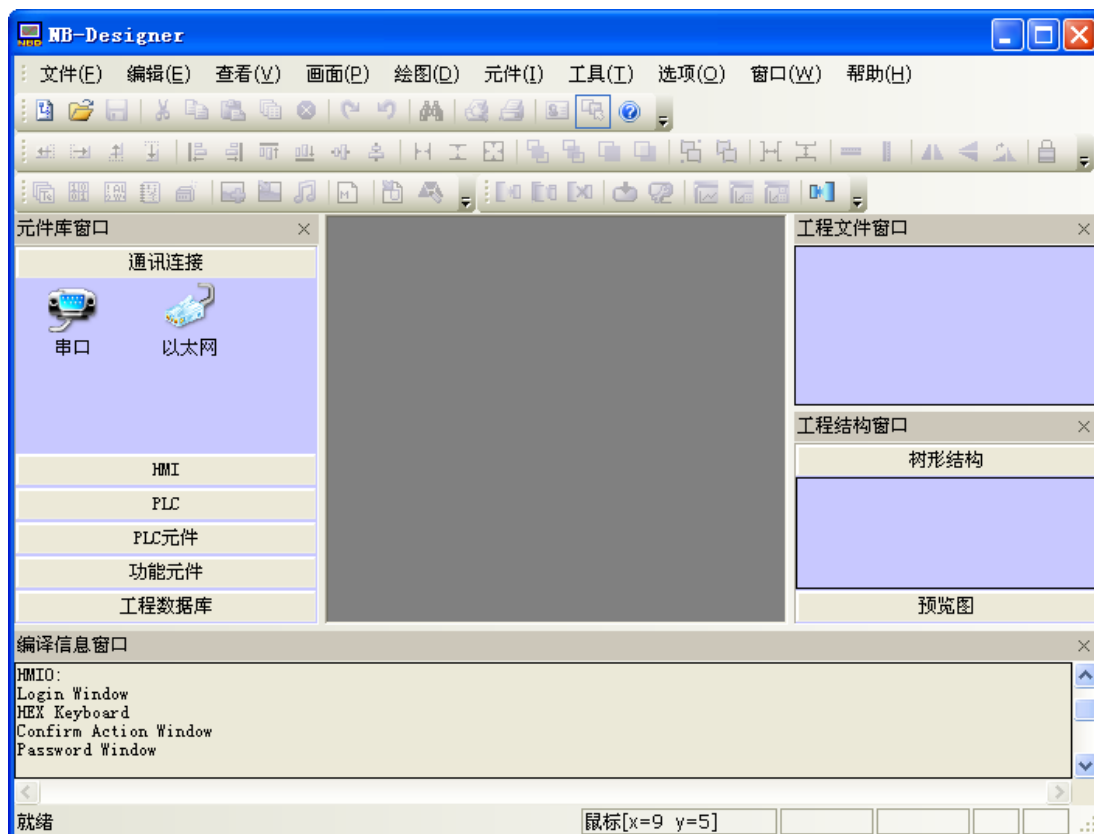 NB-Designer
文件(F) 编辑(E) 查看(V) 画面(P) 绘图(D) 元件(I) 工具(T) 选项(O) 窗口(W) 帮助(H)
元件库窗口
通讯连接
串口 以太网
HMI
PLC
PLC元件
功能元件
工程数据库
工程文件窗口
工程结构窗口
树形结构
预览图
编译信息窗口
HMI0:
Login Window
HEX Keyboard
Confirm Action Window
Password Window
就绪 鼠标[x=9 y=5]